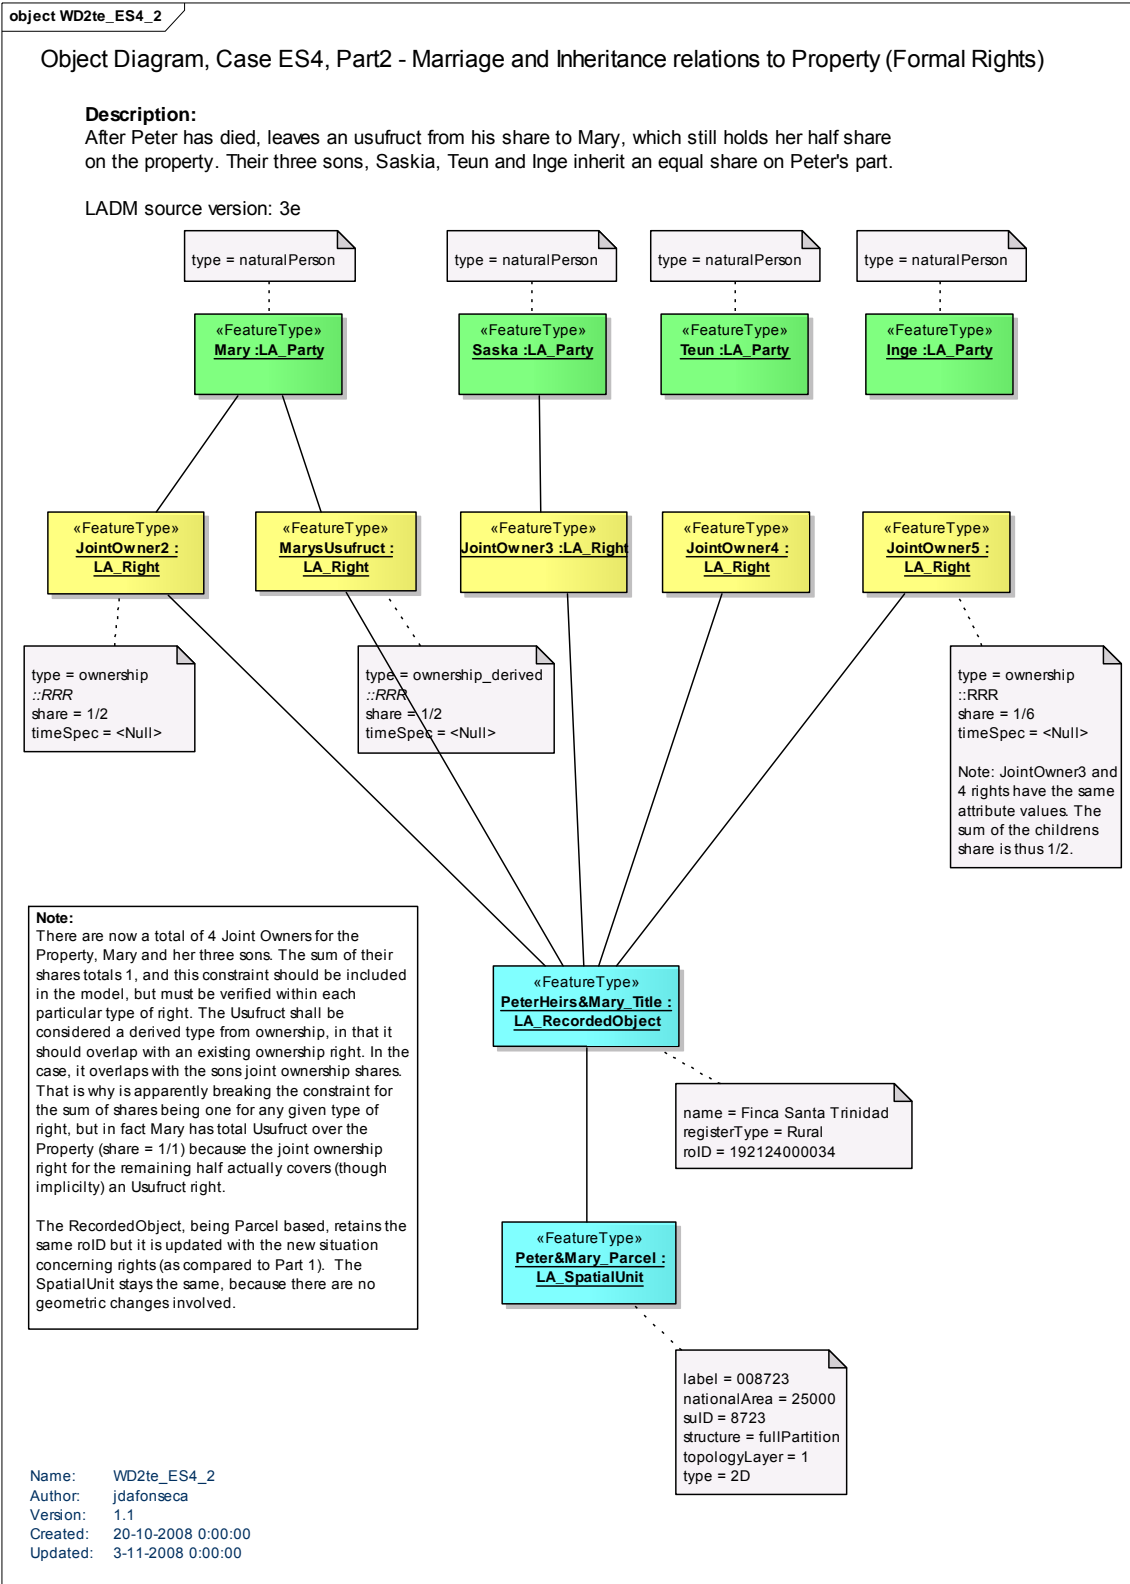 object WD2te_ES4_2
Object Diagram, Case ES4, Part2 - Marriage and Inheritance relations to Property (Formal Rights)
Description:
After Peter has died, leaves an usufruct from his share to Mary, which still holds her half share
on the property. Their three sons, Saskia, Teun and Inge inherit an equal share on Peter's part.
LADM source version: 3e
type = naturalPerson
type = naturalPerson
type = naturalPerson
type = naturalPerson
«FeatureType»
Mary :LA_Party
«FeatureType»
Saska :LA_Party
«FeatureType»
Teun :LA_Party
«FeatureType»
Inge :LA_Party
«FeatureType»
JointOwner2 :
LA_Right
«FeatureType»
MarysUsufruct :
LA_Right
«FeatureType»
JointOwner3 :LA_Right
«FeatureType»
JointOwner4 :
LA_Right
«FeatureType»
JointOwner5 :
LA_Right
type = ownership
::RRR
share = 1/2
timeSpec = <Null>
type = ownership_derived
::RRR
share = 1/2
timeSpec = <Null>
type = ownership
::RRR
share = 1/6
timeSpec = <Null>
Note: JointOwner3 and
4 rights have the same
attribute values. The
sum of the childrens
share is thus 1/2.
Note:
There are now a total of 4 Joint Owners for the
Property, Mary and her three sons. The sum of their
shares totals 1, and this constraint should be included
in the model, but must be verified within each
particular type of right. The Usufruct shall be
considered a derived type from ownership, in that it
should overlap with an existing ownership right. In the
case, it overlaps with the sons joint ownership shares.
That is why is apparently breaking the constraint for
the sum of shares being one for any given type of
right, but in fact Mary has total Usufruct over the
Property (share = 1/1) because the joint ownership
right for the remaining half actually covers (though
implicilty) an Usufruct right.
The RecordedObject, being Parcel based, retains the
same roID but it is updated with the new situation
concerning rights (as compared to Part 1). The
SpatialUnit stays the same, because there are no
geometric changes involved.
«FeatureType»
PeterHeirs&Mary_Title :
LA_RecordedObject
name = Finca Santa Trinidad
registerType = Rural
roID = 192124000034
«FeatureType»
Peter&Mary_Parcel :
LA_SpatialUnit
label = 008723
nationalArea = 25000
suID = 8723
structure = fullPartition
topologyLayer = 1
type = 2D
Name: WD2te_ES4_2
Author: jdafonseca
Version: 1.1
Created: 20-10-2008 0:00:00
Updated: 3-11-2008 0:00:00